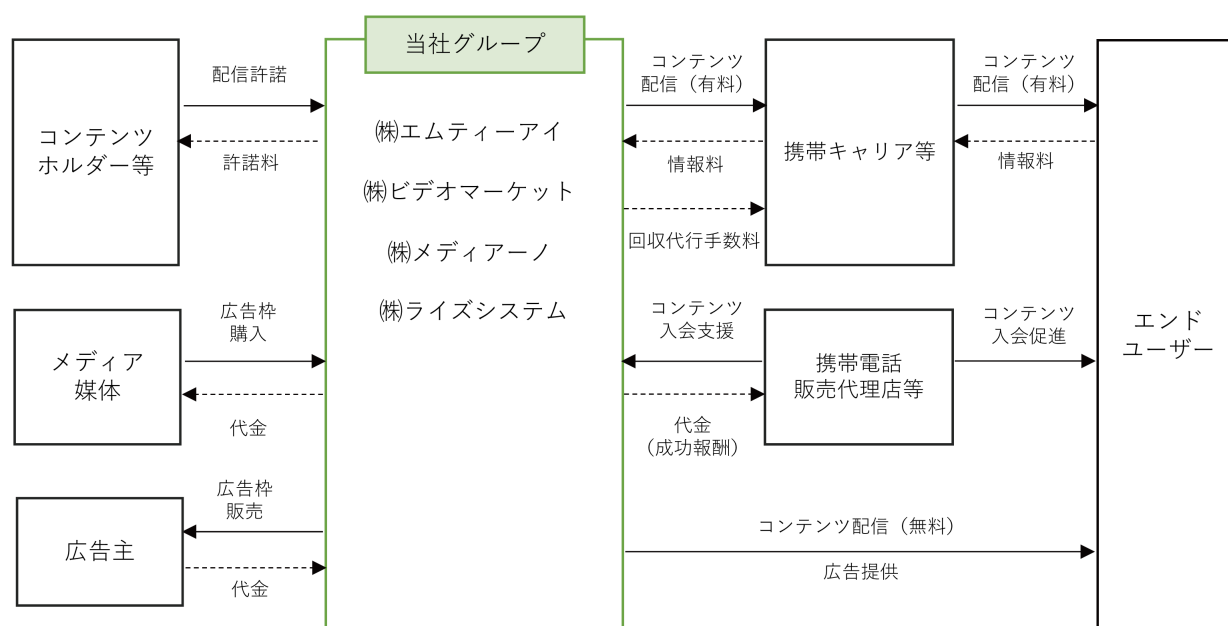 当社グループ
㈱エムティーアイ
㈱ビデオマーケット
㈱メディアーノ
㈱ライズシステム
コンテンツ
ホルダー等
配信許諾
許諾料
メディア
媒体
広告枠
購入
代金
広告主
広告枠
販売
代金
コンテンツ
配信（有料）
情報料
回収代行手数料
携帯キャリア等
コンテンツ
配信（有料）
情報料
コンテンツ
入会支援
代金
（成功報酬）
携帯電話
販売代理店等
コンテンツ
入会促進
コンテンツ配信（無料）
広告提供
エンド
ユーザー